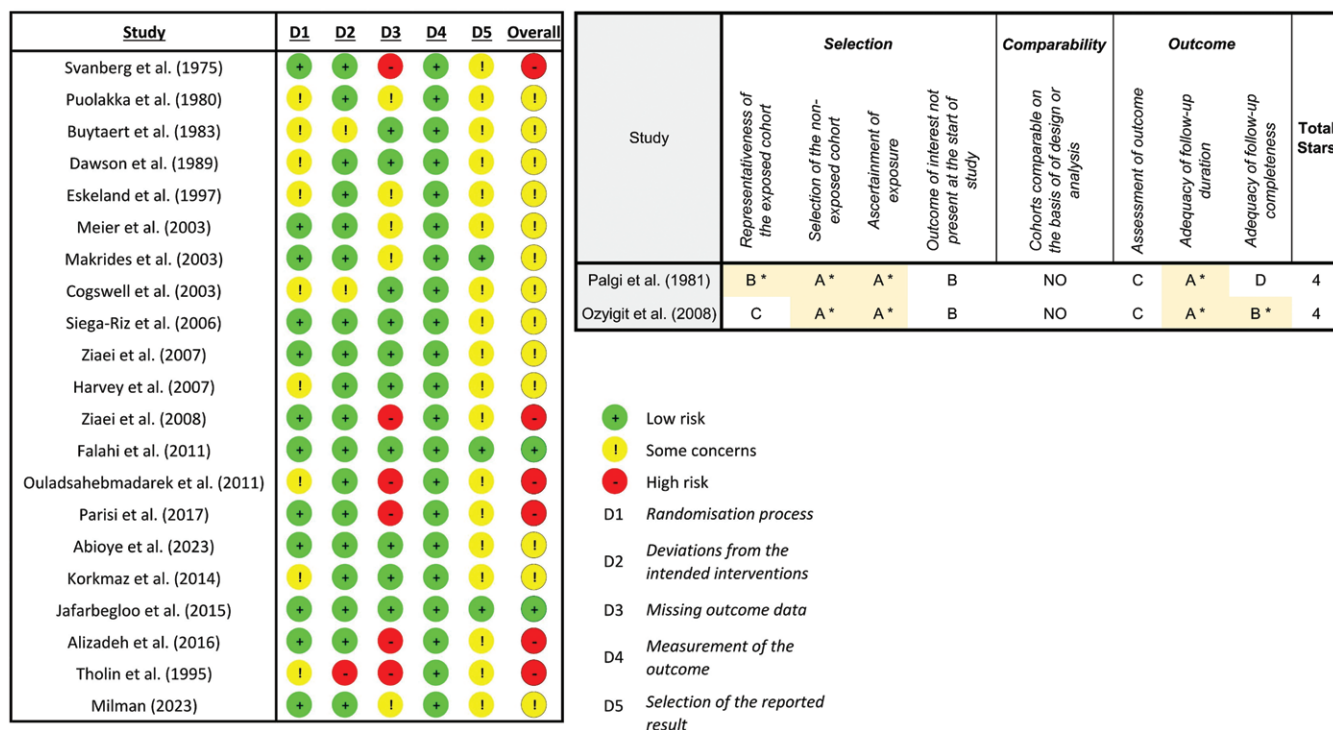 Study D1 D2 D3 D4 D5 Overall
Svanberg et al. (1975) + + - + ! -
Puolakka et al. (1980) ! + ! + ! !
Buytaert et al. (1983) ! ! + + ! !
Dawson et al. (1989) ! + + + ! !
Eskeland et al. (1997) ! + ! + ! !
Meier et al. (2003) + + ! + ! !
Makrides et al. (2003) + + ! + + !
Cogswell et al. (2003) ! ! + + ! !
Siega-Riz et al. (2006) + + + + ! !
Ziaei et al. (2007) + + + + ! !
Harvey et al. (2007) ! + + + ! !
Ziaei et al. (2008) + + - + ! -
Falahi et al. (2011) + + + + + +
Ouladsahebmadarek et al. (2011) ! + - + ! -
Parisi et al. (2017) + + - + ! -
Abioye et al. (2023) + + + + ! !
Korkmaz et al. (2014) ! + + + ! !
Jafarbegloo et al. (2015) + + + + + +
Alizadeh et al. (2016) + + - + ! -
Tholin et al. (1995) ! - - + ! -
Milman (2023) + + ! + ! !
Study
Selection
Comparability
Outcome
Representativeness of
the exposed cohort
Selection of the non-
exposed cohort
Ascertainment of
exposure
Outcome of interest not
present at the start of
study
Cohorts comparable on
the basis of design or
analysis
Assessment of outcome
Adequacy of follow-up
duration
Adequacy of follow-up
completeness
Total
Stars
Palgi et al. (1981) B * A * A * B NO C A * D 4
Ozyigit et al. (2008) C A * A * B NO C A * B * 4
+ Low risk
! Some concerns
- High risk
D1 Randomisation process
D2 Deviations from the
intended interventions
D3 Missing outcome data
D4 Measurement of the
outcome
D5 Selection of the reported
result